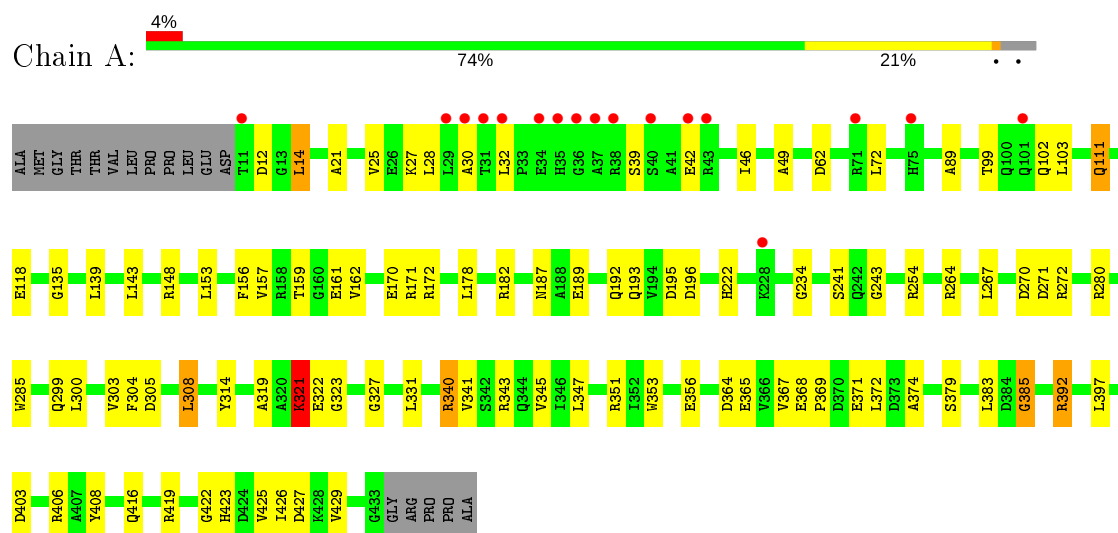 4%
Chain A:
74% 21% • •
ALA MET GLY THR THR VAL LEU PRO PRO LEU GLU ASP T11 D12 G13 L14 A21 V25 E26 K27 L28 L29 A30 T31 L32 P33 E34 H35 G36 A37 R38 S39 S40 A41 E42 R43 I46 A49 D62 R71 L72 H75 A89 T99 Q100 Q101 Q102 L103 Q111
E118 G135 L139 L143 R148 L153 F156 V157 R158 T159 G160 E161 V162 E170 R171 R172 L178 R182 N187 A188 E189 Q192 Q193 V194 D195 D196 H222 K228 G234 S241 Q242 G243 R254 R264 L267 D270 D271 R272 R280
W285 Q299 L300 V303 F304 D305 L308 Y314 A319 A320 K321 E322 G323 G327 L331 R340 V341 S342 R343 Q344 V345 I346 L347 R351 I352 W353 E356 D364 E365 V366 V367 E368 P369 D370 E371 L372 D373 A374 S379 L383 D384 G385 R392 L397
D403 R406 A407 Y408 Q416 R419 G422 H423 D424 V425 I426 D427 K428 V429 G433 GLY ARG PRO PRO ALA